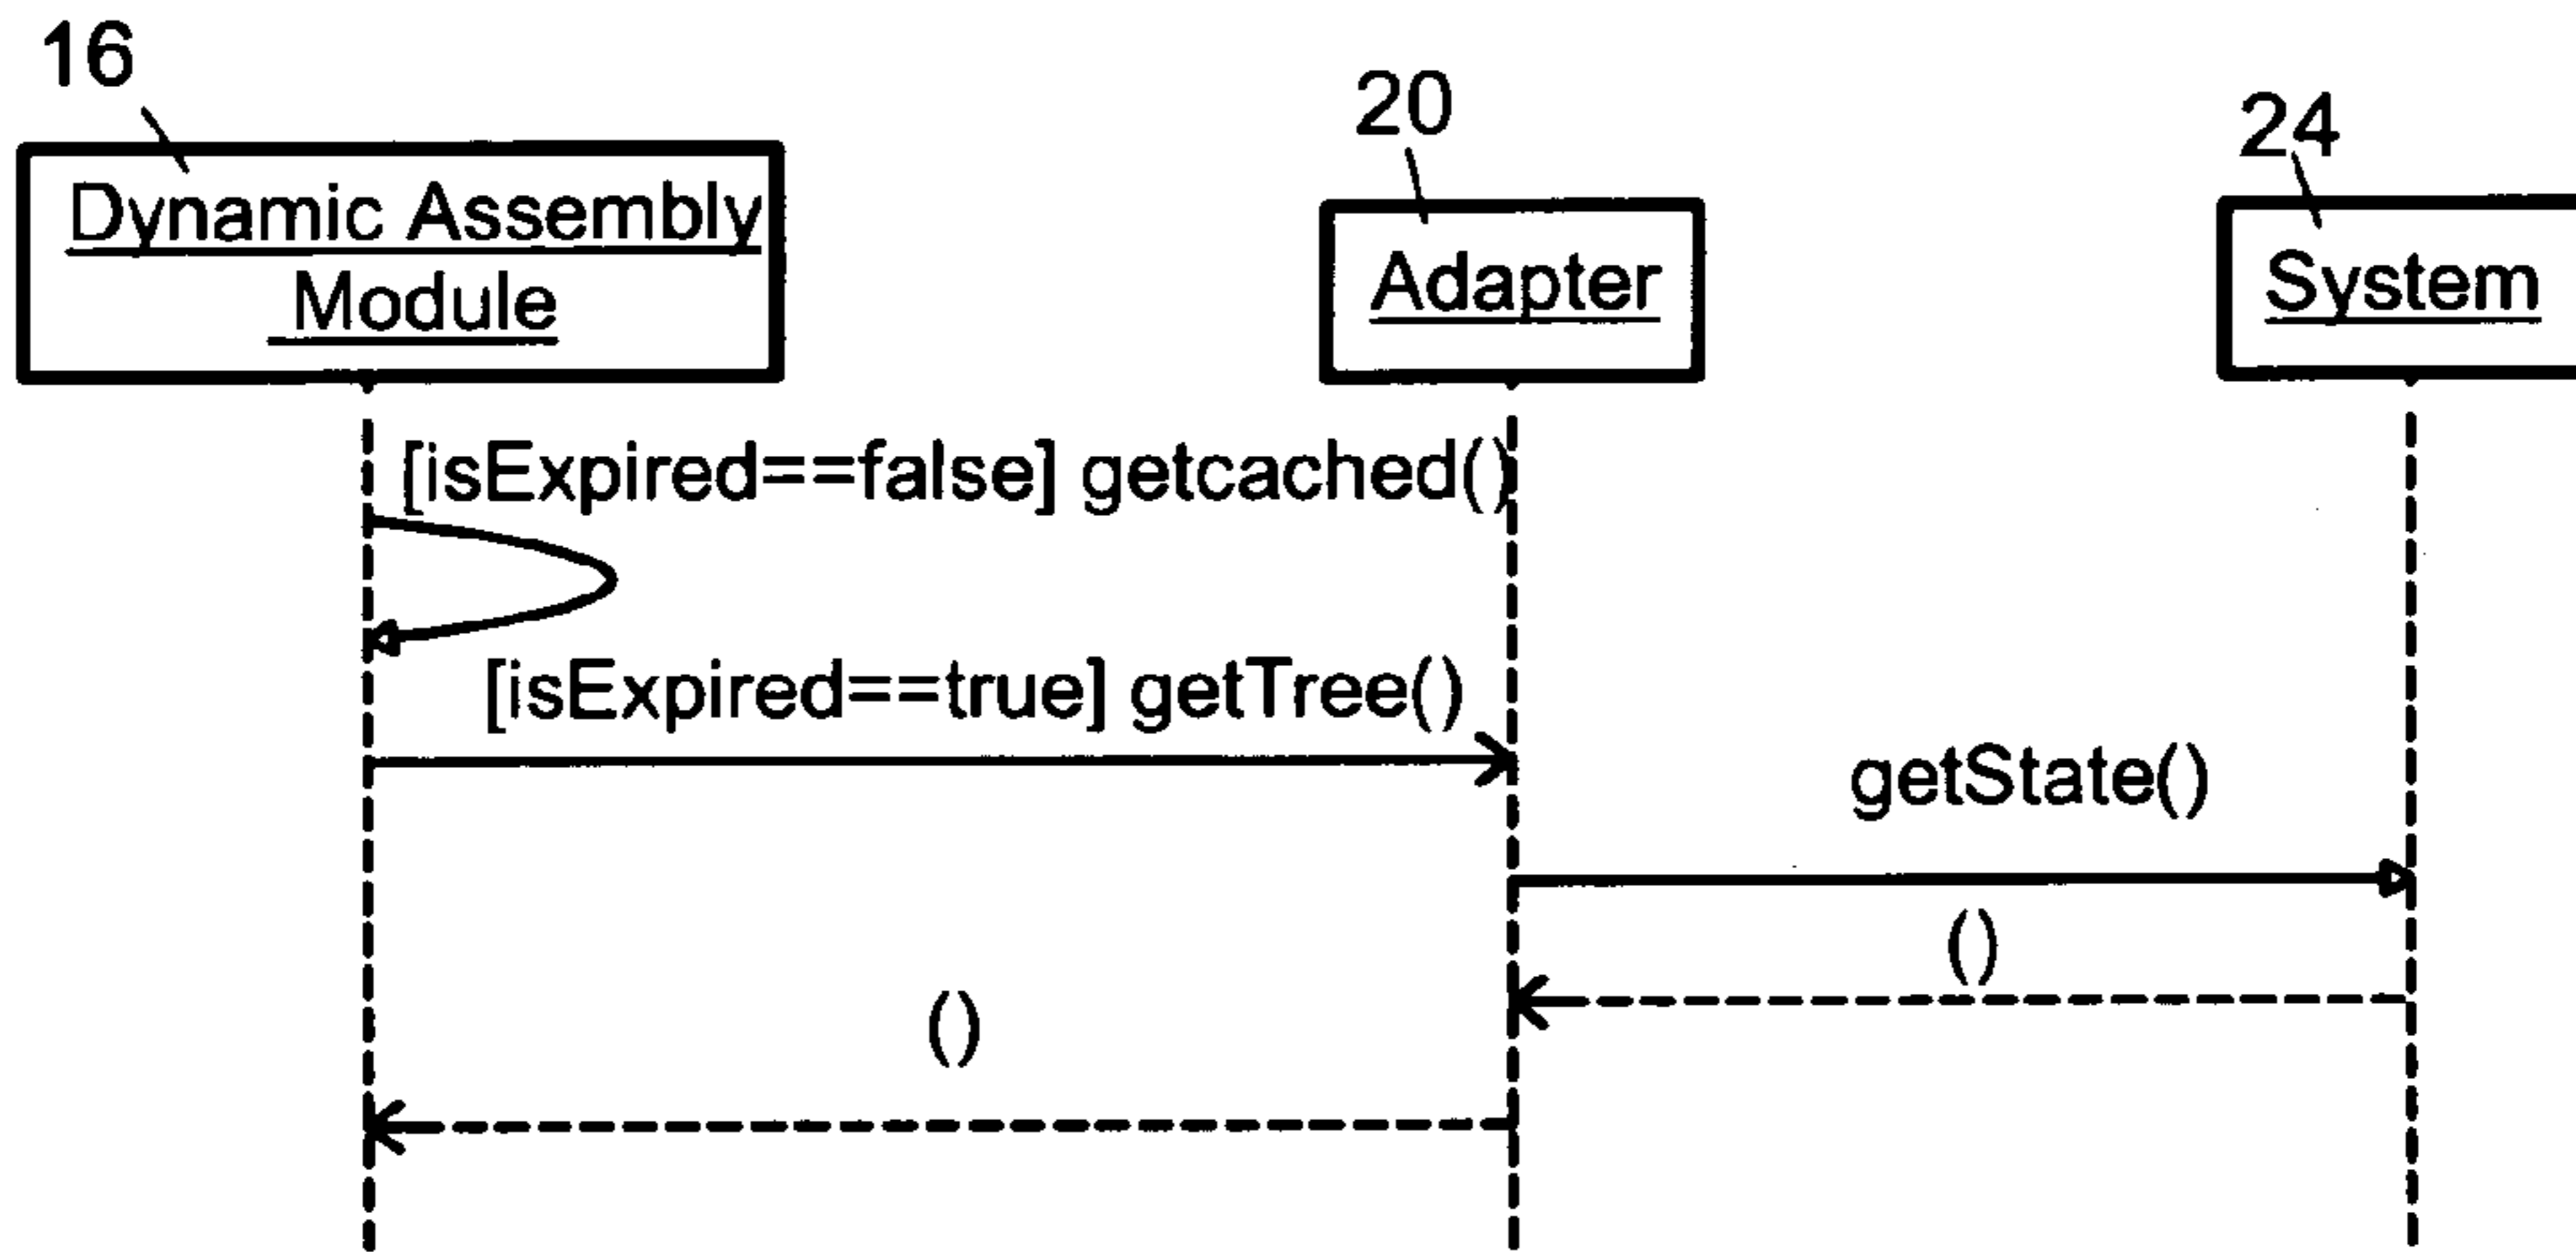 16
20
24
Dynamic Assembly
Module
Adapter
System
[isExpired==false] getcached()
[isExpired==true] getTree()
getState()
()
()